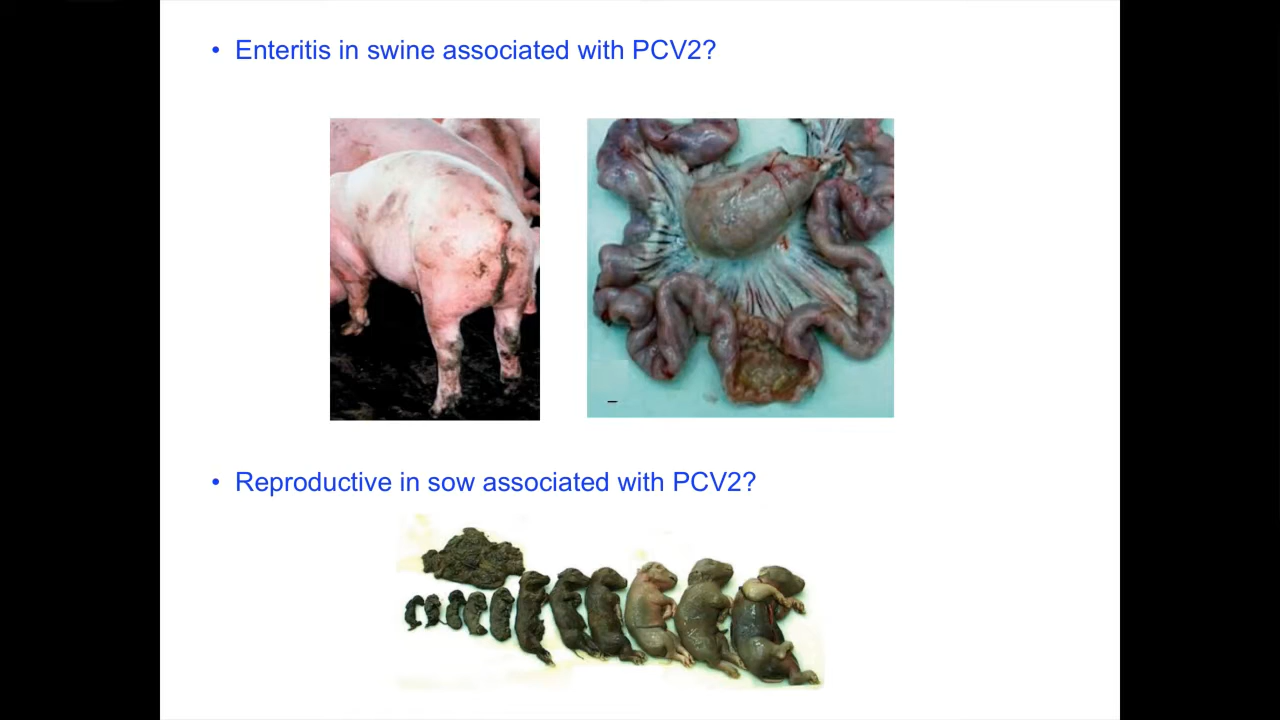 • Enteritis in swine associated with PCV2?
• Reproductive in sow associated with PCV2?